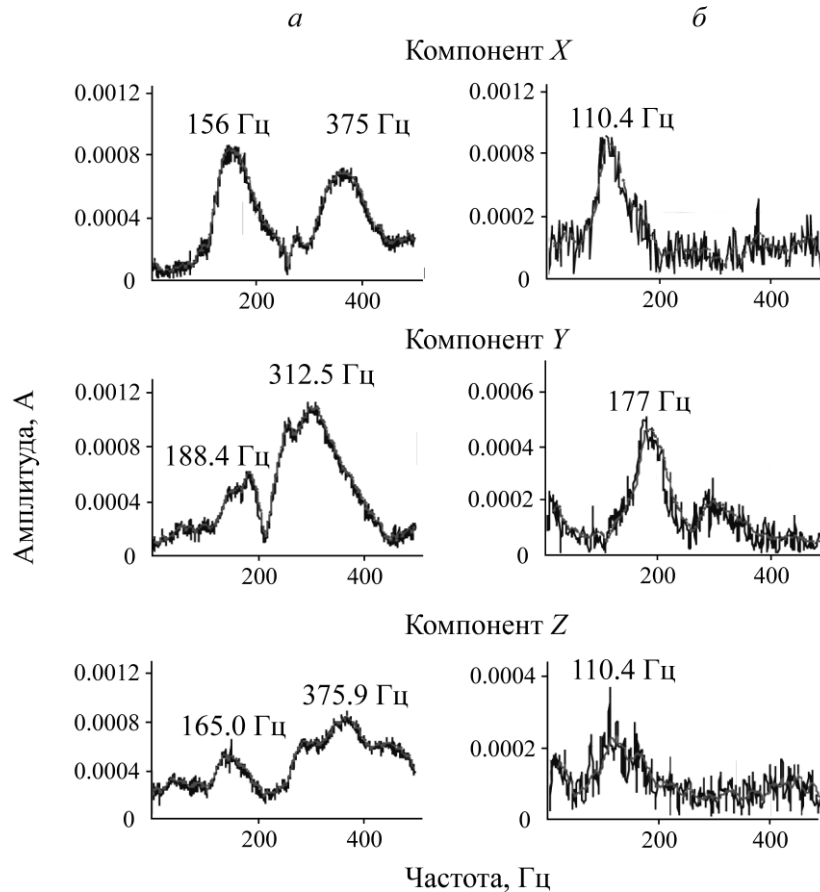 а б
Компонент X
0.0012 0.0012
156 Гц 375 Гц 110.4 Гц
0.0008 0.0008
0.0004 0.0002
0 0
200 400 200 400
Компонент Y
0.0012 312.5 Гц 0.0006
177 Гц
0.0008 188.4 Гц 0.0004
0.0004 0.0002
0 0
200 400 200 400
Амплитуда, А
Компонент Z
0.0012 0.0004
375.9 Гц 110.4 Гц
0.0008 165.0 Гц
0.0002
0.0004
0 0
200 400 200 400
Частота, Гц